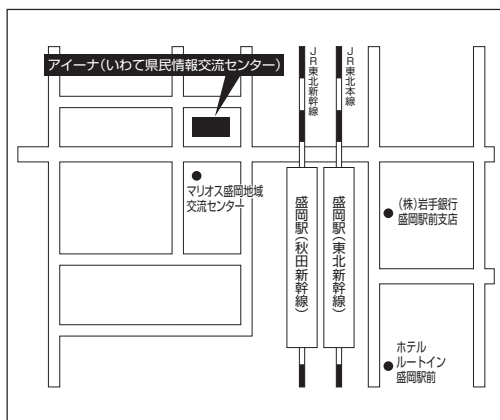 アイーナ(いわて県民情報交流センター)
JR東北新幹線
JR東北本線
マリオス盛岡地域
交流センター
盛岡駅(秋田新幹線)
盛岡駅(東北新幹線)
(株)岩手銀行
盛岡駅前支店
ホテル
ルートイン
盛岡駅前